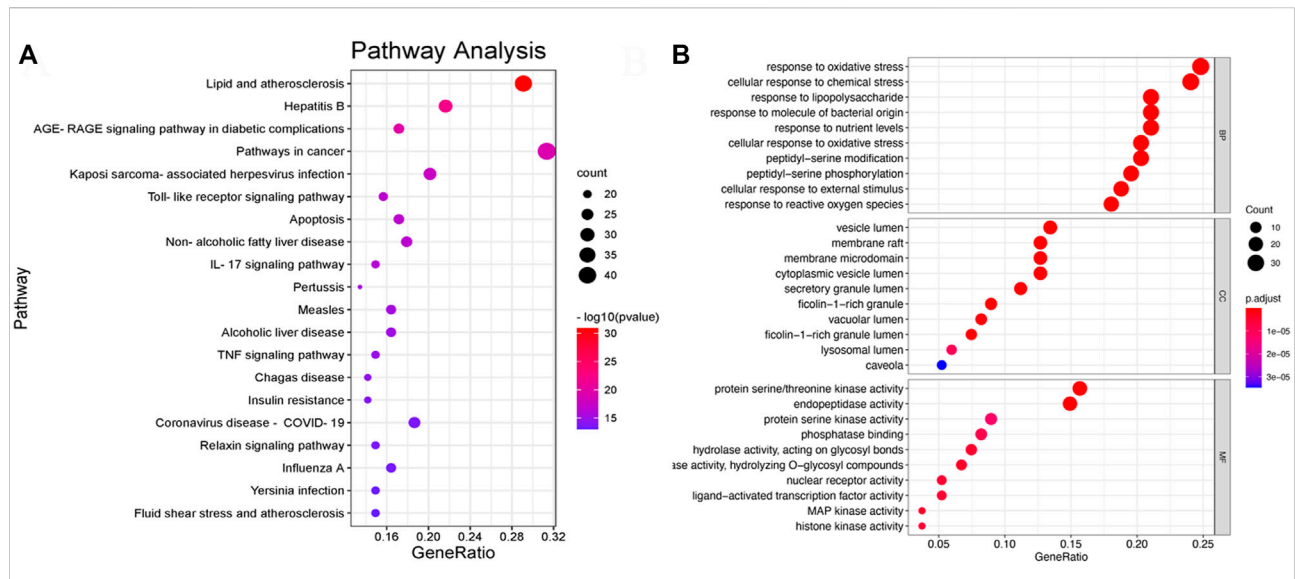 A
Pathway Analysis
Pathway
Lipid and atherosclerosis
Hepatitis B
AGE- RAGE signaling pathway in diabetic complications
Pathways in cancer
Kaposi sarcoma- associated herpesvirus infection
Toll- like receptor signaling pathway
Apoptosis
Non- alcoholic fatty liver disease
IL- 17 signaling pathway
Pertussis
Measles
Alcoholic liver disease
TNF signaling pathway
Chagas disease
Insulin resistance
Coronavirus disease - COVID- 19
Relaxin signaling pathway
Influenza A
Yersinia infection
Fluid shear stress and atherosclerosis
0.16 0.20 0.24 0.28 0.32
GeneRatio
count
20
25
30
35
40
- log10(pvalue)
30
25
20
15
B
response to oxidative stress
cellular response to chemical stress
response to lipopolysaccharide
response to molecule of bacterial origin
response to nutrient levels
cellular response to oxidative stress
peptidyl-serine modification
peptidyl-serine phosphorylation
cellular response to external stimulus
response to reactive oxygen species
BP
vesicle lumen
membrane raft
membrane microdomain
cytoplasmic vesicle lumen
secretory granule lumen
ficolin-1-rich granule
vacuolar lumen
ficolin-1-rich granule lumen
lysosomal lumen
caveola
CC
protein serine/threonine kinase activity
endopeptidase activity
protein serine kinase activity
phosphatase binding
hydrolase activity, acting on glycosyl bonds
ase activity, hydrolyzing O-glycosyl compounds
nuclear receptor activity
ligand-activated transcription factor activity
MAP kinase activity
histone kinase activity
MF
0.05 0.10 0.15 0.20 0.25
GeneRatio
Count
10
20
30
p.adjust
1e-05
2e-05
3e-05